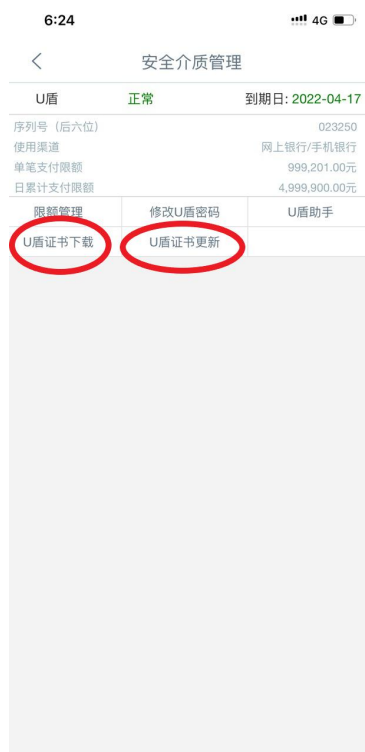 6:24 4G
安全介质管理
U盾 正常 到期日: 2022-04-17
序列号（后六位） 023250
使用渠道 网上银行/手机银行
单笔支付限额 999,201.00元
日累计支付限额 4,999,900.00元
限额管理 修改U盾密码 U盾助手
U盾证书下载 U盾证书更新